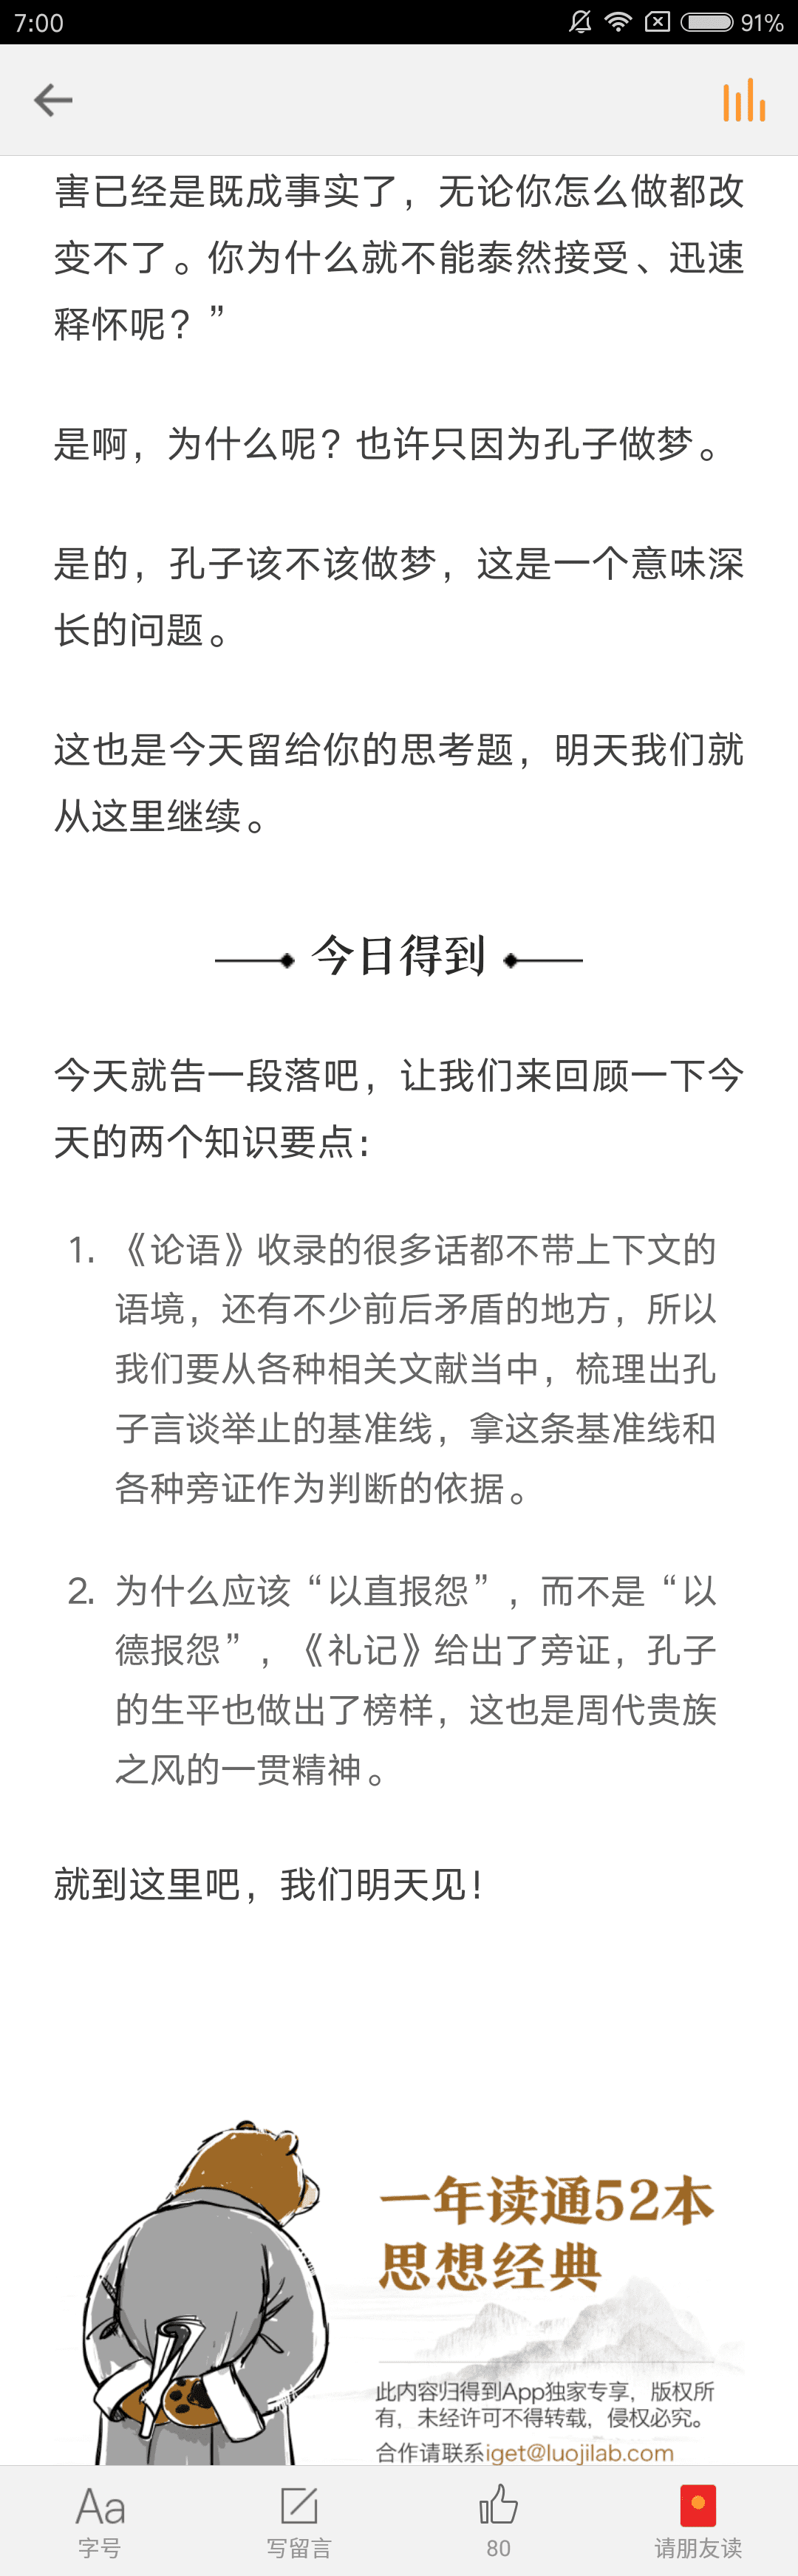 7:00
91%
害已经是既成事实了，无论你怎么做都改
变不了。你为什么就不能泰然接受、迅速
释怀呢？”
是啊，为什么呢？也许只因为孔子做梦。
是的，孔子该不该做梦，这是一个意味深
长的问题。
这也是今天留给你的思考题，明天我们就
从这里继续。
今日得到
今天就告一段落吧，让我们来回顾一下今
天的两个知识要点：
1. 《论语》收录的很多话都不带上下文的
语境，还有不少前后矛盾的地方，所以
我们要从各种相关文献当中，梳理出孔
子言谈举止的基准线，拿这条基准线和
各种旁证作为判断的依据。
2. 为什么应该“以直报怨”，而不是“以
德报怨”，《礼记》给出了旁证，孔子
的生平也做出了榜样，这也是周代贵族
之风的一贯精神。
就到这里吧，我们明天见！
一年读通52本
思想经典
此内容归得到App独家专享，版权所
有，未经许可不得转载，侵权必究。
合作请联系iget@luojilab.com
Aa
字号
写留言
80
请朋友读